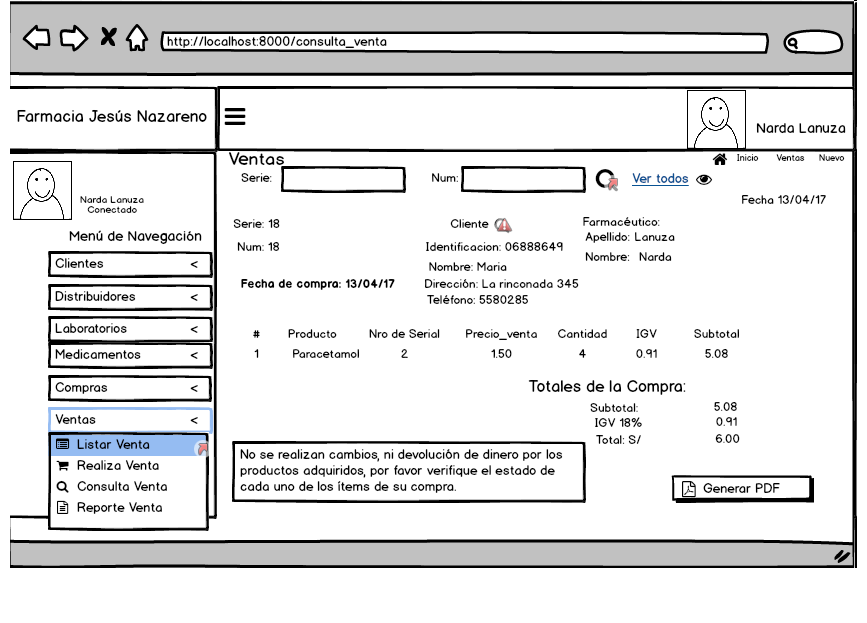 http://localhost:8000/consulta_venta
Farmacia Jesús Nazareno
Narda Lanuza
Narda Lanuza
Conectado
Menú de Navegación
Clientes <
Distribuidores <
Laboratorios <
Medicamentos <
Compras <
Ventas <
Listar Venta
Realiza Venta
Consulta Venta
Reporte Venta
Ventas
Inicio Ventas Nuevo
Serie: Num: Ver todos
Fecha 13/04/17
Serie: 18
Num: 18
Fecha de compra: 13/04/17
Cliente
Identificacion: 06888649
Nombre: Maria
Dirección: La rinconada 345
Teléfono: 5580285
Farmacéutico:
Apellido: Lanuza
Nombre: Narda
# Producto Nro de Serial Precio_venta Cantidad IGV Subtotal
1 Paracetamol 2 1.50 4 0.91 5.08
Totales de la Compra:
Subtotal: 5.08
IGV 18% 0.91
Total: S/ 6.00
No se realizan cambios, ni devolución de dinero por los
productos adquiridos, por favor verifique el estado de
cada uno de los ítems de su compra.
Generar PDF